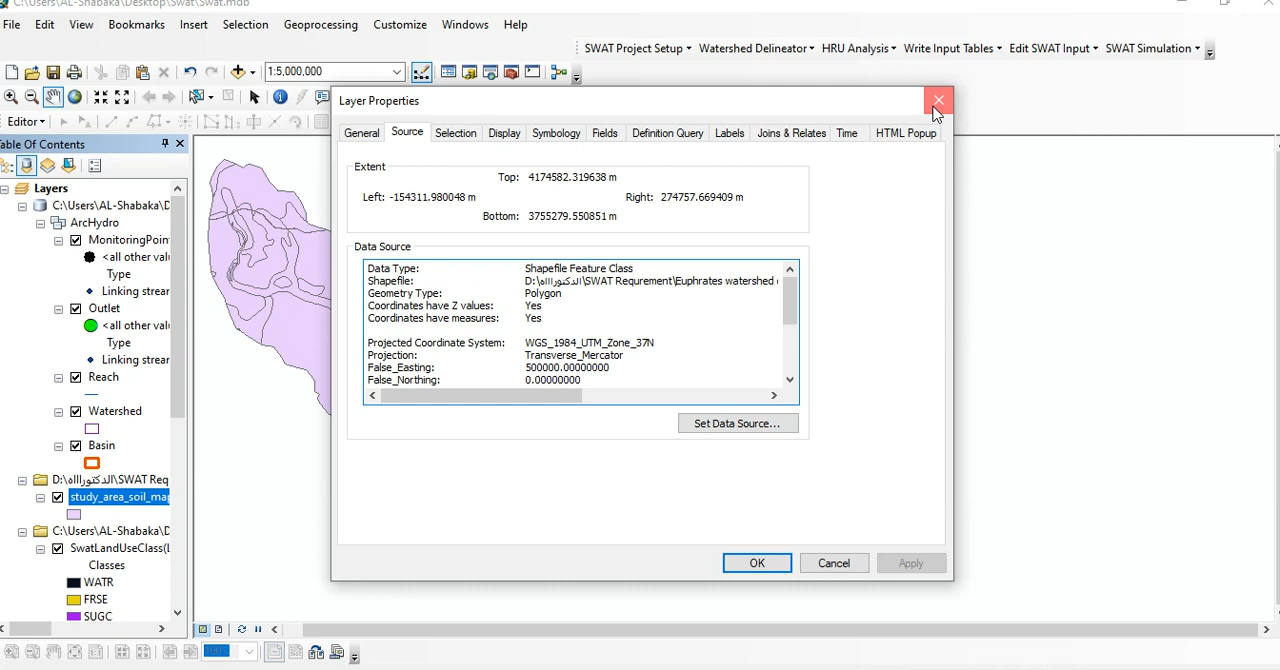 C:\Users\AL-Shabaka\Desktop\Swat\Swat.mdb
File Edit View Bookmarks Insert Selection Geoprocessing Customize Windows Help
SWAT Project Setup Watershed Delineator HRU Analysis Write Input Tables Edit SWAT Input SWAT Simulation
1:5,000,000
Editor
Table Of Contents
Layers
C:\Users\AL-Shabaka\D
ArcHydro
MonitoringPoin
<all other valu
Type
Linking strear
Outlet
<all other valu
Type
Linking strear
Reach
Watershed
Basin
D:\الدكتوراااه\SWAT Req
study_area_soil_map
C:\Users\AL-Shabaka\D
SwatLandUseClass(L
Classes
WATR
FRSE
SUGC
Layer Properties
General Source Selection Display Symbology Fields Definition Query Labels Joins & Relates Time HTML Popup
Extent
Top: 4174582.319638 m
Left: -154311.980048 m Right: 274757.669409 m
Bottom: 3755279.550851 m
Data Source
Data Type: Shapefile Feature Class
Shapefile: D:\الدكتوراااه\SWAT Requrement\Euphrates watershed
Geometry Type: Polygon
Coordinates have Z values: Yes
Coordinates have measures: Yes
Projected Coordinate System: WGS_1984_UTM_Zone_37N
Projection: Transverse_Mercator
False_Easting: 500000.00000000
False_Northing: 0.00000000
Set Data Source...
OK Cancel Apply